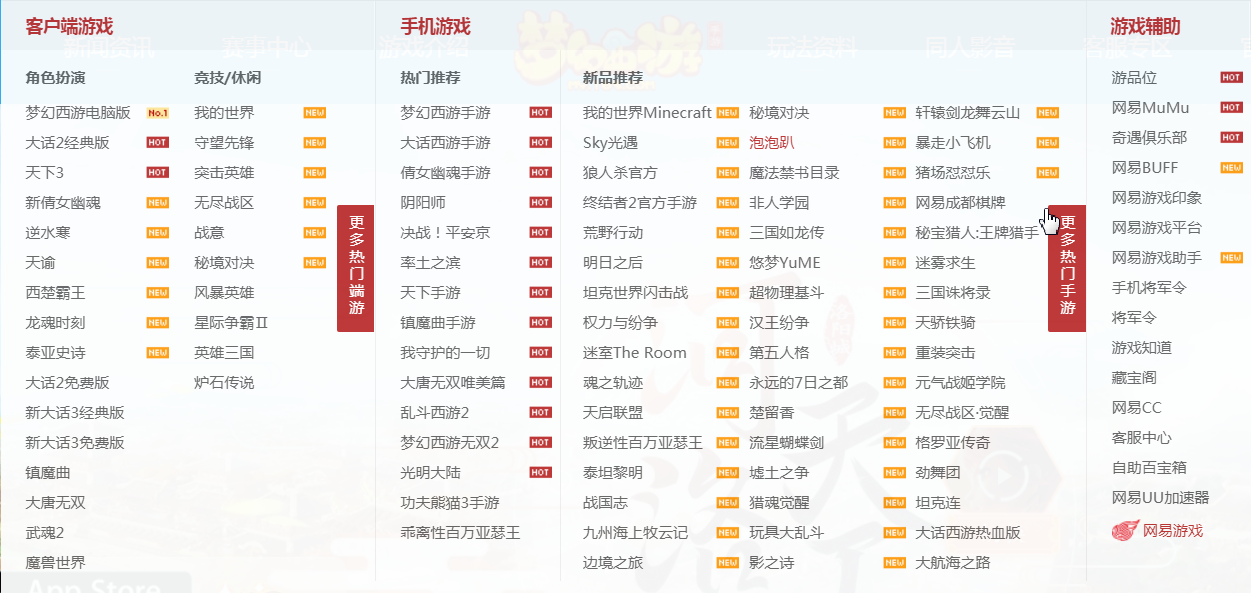 客户端游戏
角色扮演
梦幻西游电脑版 No.1
大话2经典版 HOT
天下3 HOT
新倩女幽魂 NEW
逆水寒 NEW
天谕 NEW
西楚霸王 NEW
龙魂时刻 NEW
泰亚史诗 NEW
大话2免费版
新大话3经典版
新大话3免费版
镇魔曲
大唐无双
武魂2
魔兽世界
竞技/休闲
我的世界 NEW
守望先锋 NEW
突击英雄 NEW
无尽战区 NEW
战意 NEW
秘境对决 NEW
风暴英雄
星际争霸Ⅱ
英雄三国
炉石传说
更多热门端游
手机游戏
热门推荐
梦幻西游手游 HOT
大话西游手游 HOT
倩女幽魂手游 HOT
阴阳师 HOT
决战！平安京 HOT
率土之滨 HOT
天下手游 HOT
镇魔曲手游 HOT
我守护的一切 HOT
大唐无双唯美篇 HOT
乱斗西游2 HOT
梦幻西游无双2 HOT
光明大陆 HOT
功夫熊猫3手游
乖离性百万亚瑟王
新品推荐
我的世界Minecraft NEW
Sky光遇 NEW
狼人杀官方 NEW
终结者2官方手游 NEW
荒野行动 NEW
明日之后 NEW
坦克世界闪击战 NEW
权力与纷争 NEW
迷室The Room NEW
魂之轨迹 NEW
天启联盟 NEW
叛逆性百万亚瑟王 NEW
泰坦黎明 NEW
战国志 NEW
九州海上牧云记 NEW
边境之旅 NEW
秘境对决 NEW
泡泡趴 NEW
魔法禁书目录 NEW
非人学园 NEW
三国如龙传 NEW
悠梦YuME NEW
超物理基斗 NEW
汉王纷争 NEW
第五人格 NEW
永远的7日之都 NEW
楚留香 NEW
流星蝴蝶剑 NEW
墟土之争 NEW
猎魂觉醒 NEW
玩具大乱斗 NEW
影之诗 NEW
轩辕剑龙舞云山 NEW
暴走小飞机 NEW
猪场怼怼乐 NEW
网易成都棋牌
秘宝猎人:王牌猎手
迷雾求生
三国诛将录
天骄铁骑
重装突击
元气战姬学院
无尽战区·觉醒
格罗亚传奇
劲舞团
坦克连
大话西游热血版
大航海之路
更多热门手游
游戏辅助
游品位 HOT
网易MuMu HOT
奇遇俱乐部 HOT
网易BUFF NEW
网易游戏印象
网易游戏平台
网易游戏助手 NEW
手机将军令
将军令
游戏知道
藏宝阁
网易CC
客服中心
自助百宝箱
网易UU加速器
网易游戏
新闻资讯
赛事中心
游戏介绍
梦幻西游
玩法资料
同人影音
客服专区
App Store